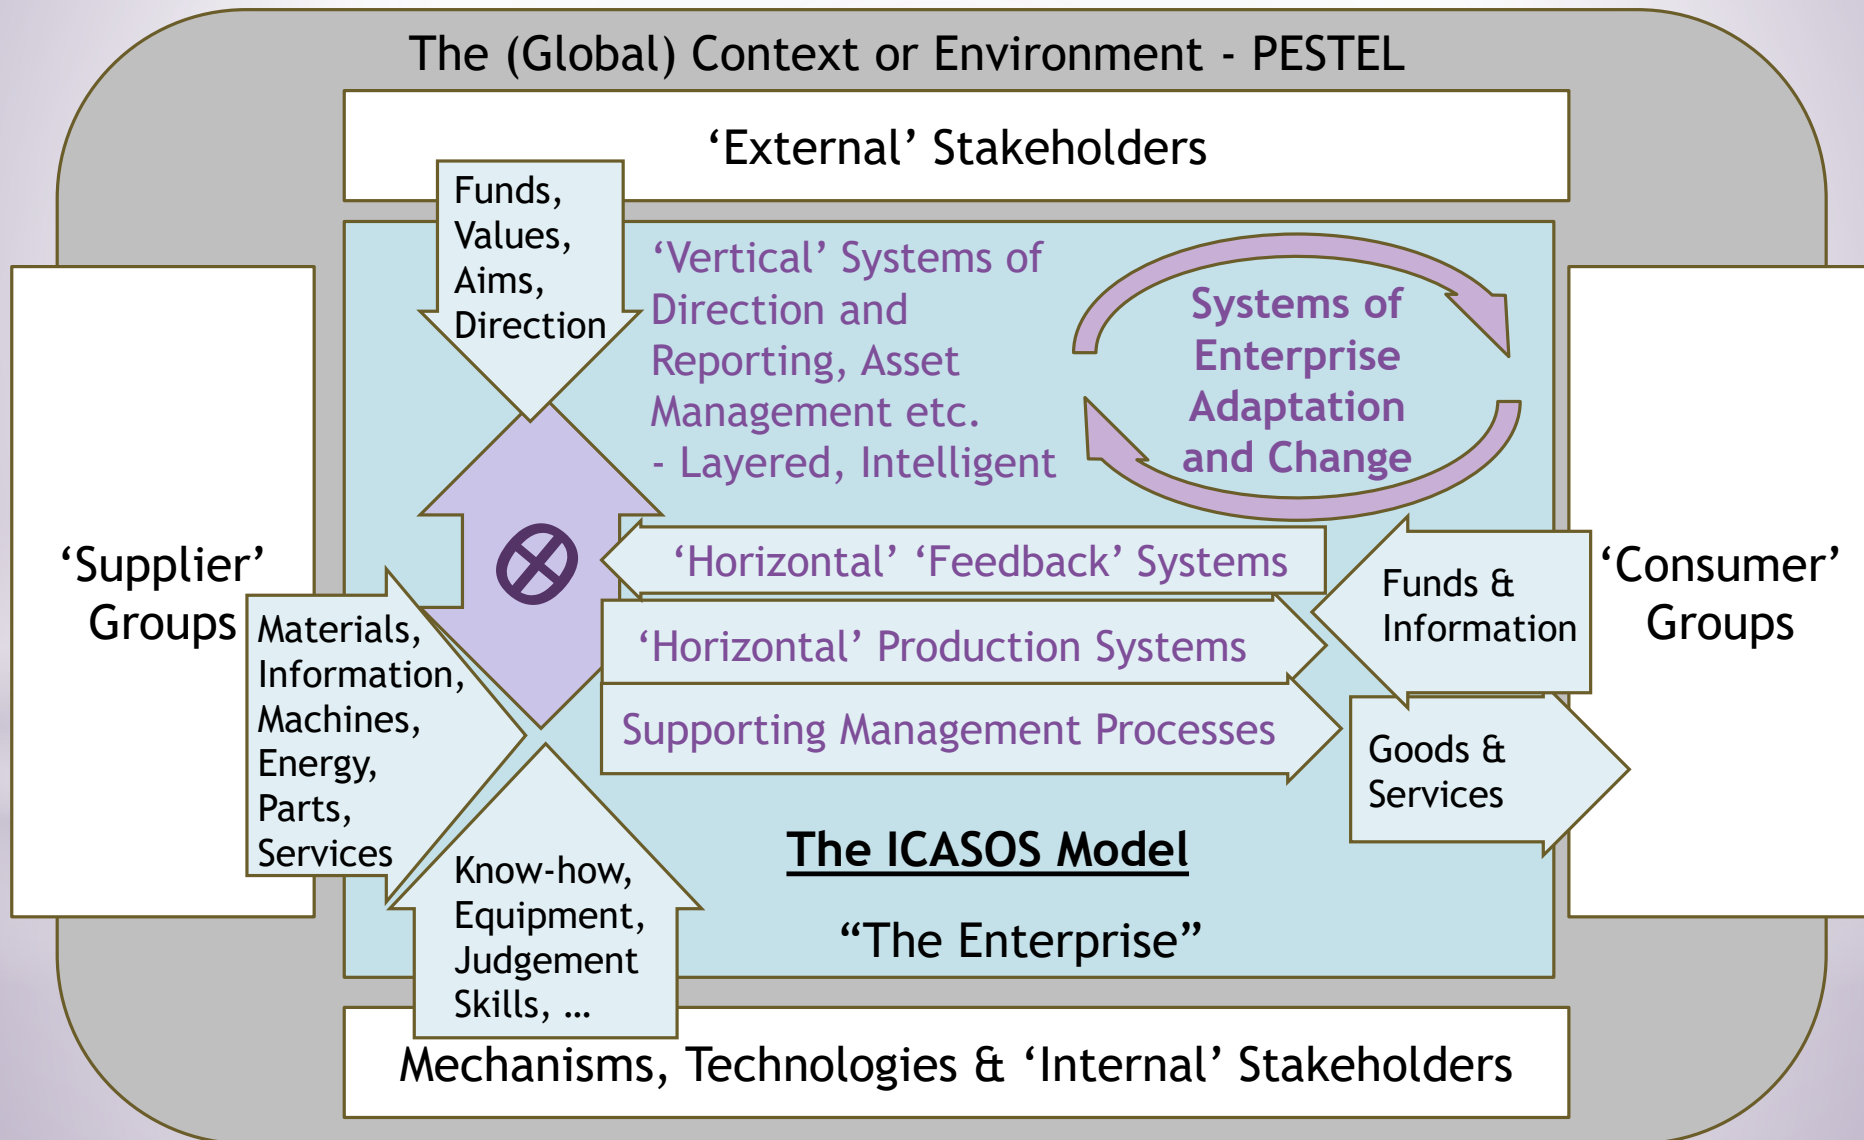 The (Global) Context or Environment - PESTEL
‘External’ Stakeholders
Funds,
Values,
Aims,
Direction
‘Vertical’ Systems of
Direction and
Reporting, Asset
Management etc.
- Layered, Intelligent
Systems of
Enterprise
Adaptation
and Change
‘Supplier’
Groups
‘Horizontal’ ‘Feedback’ Systems
‘Horizontal’ Production Systems
Supporting Management Processes
Funds &
Information
‘Consumer’
Groups
Goods &
Services
Materials,
Information,
Machines,
Energy,
Parts,
Services
Know-how,
Equipment,
Judgement
Skills, …
The ICASOS Model
“The Enterprise”
Mechanisms, Technologies & ‘Internal’ Stakeholders